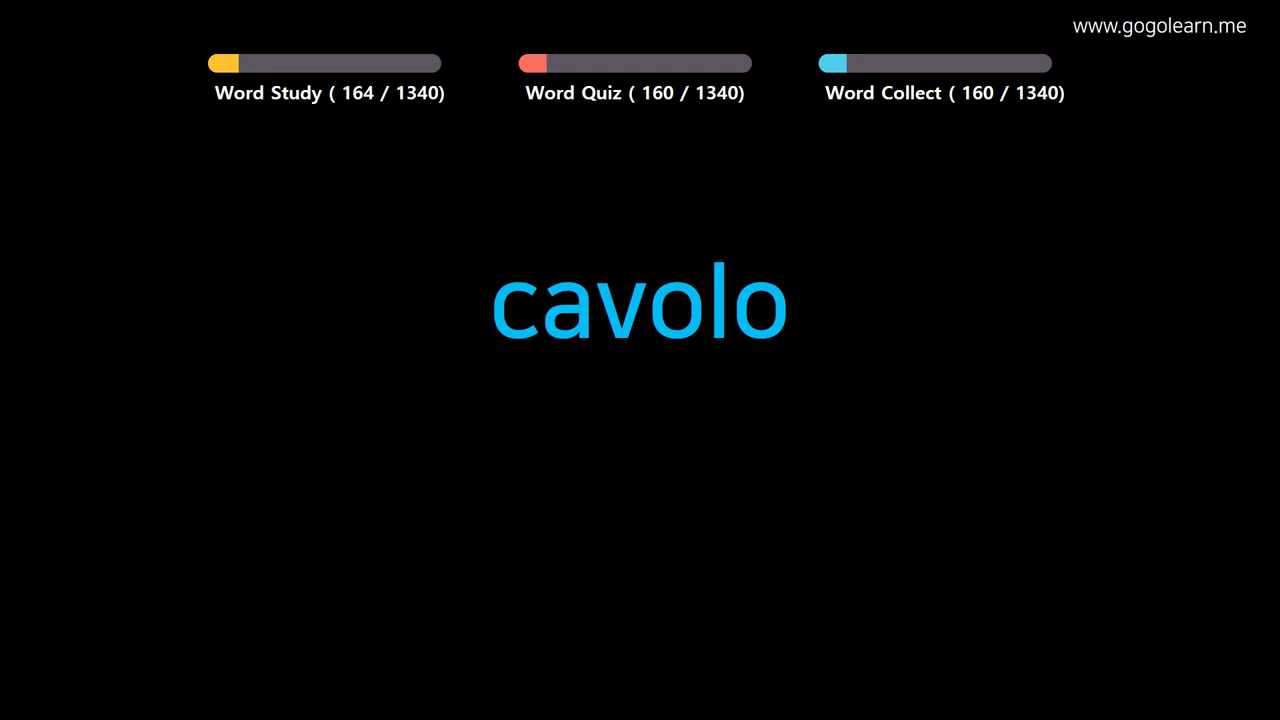 www.gogolearn.me
Word Study ( 164 / 1340)
Word Quiz ( 160 / 1340)
Word Collect ( 160 / 1340)
cavolo